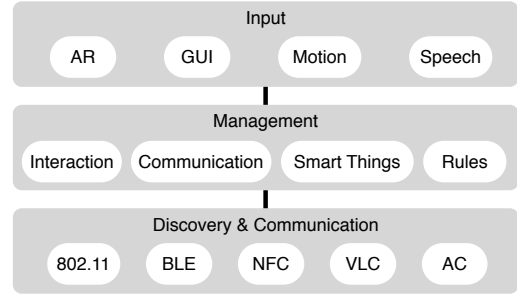 Input
AR GUI Motion Speech
Management
Interaction Communication Smart Things Rules
Discovery & Communication
802.11 BLE NFC VLC AC